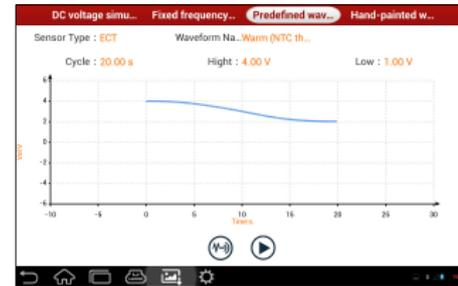 DC voltage simu... Fixed frequency... Predefined wav... Hand-painted w...
Sensor Type : ECT Waveform Na...Warm (NTC th...
Cycle : 20.00 s Hight : 4.00 V Low : 1.00 V
6
4
2
0
-2
-4
-6
Volt/V
-10 -5 0 5 10 15 20 25 30
Time/s